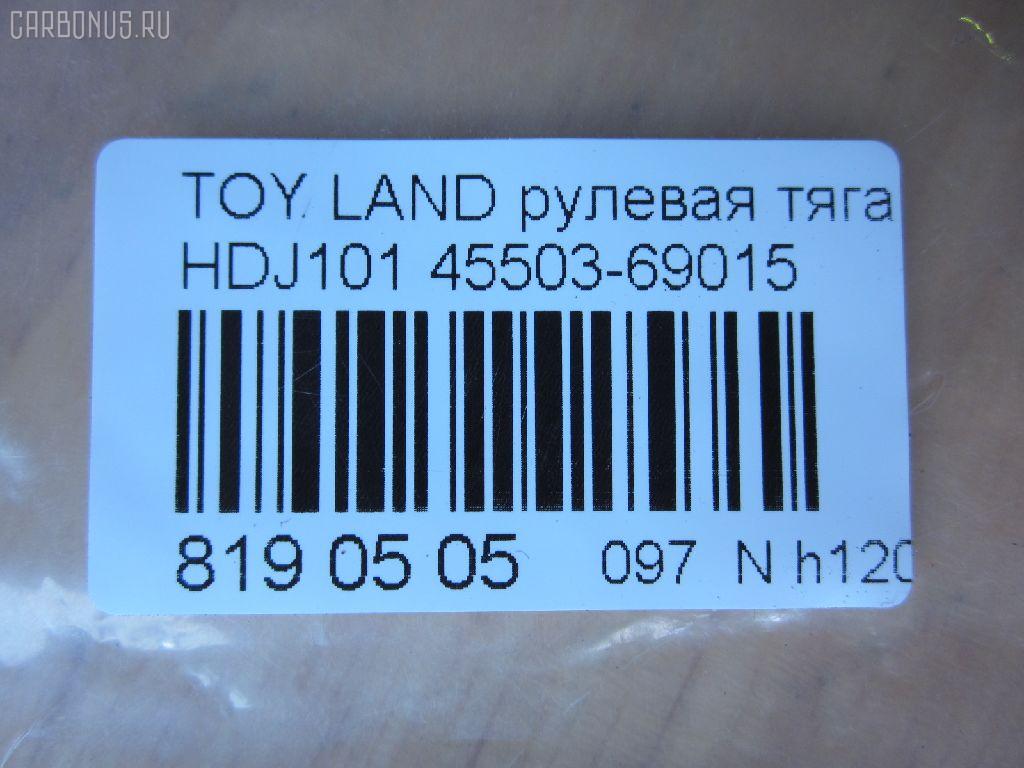 CARBONUS.RU
TOY LAND рулевая тяга
HDJ101 45503-69015
819 05 05 097 N h120